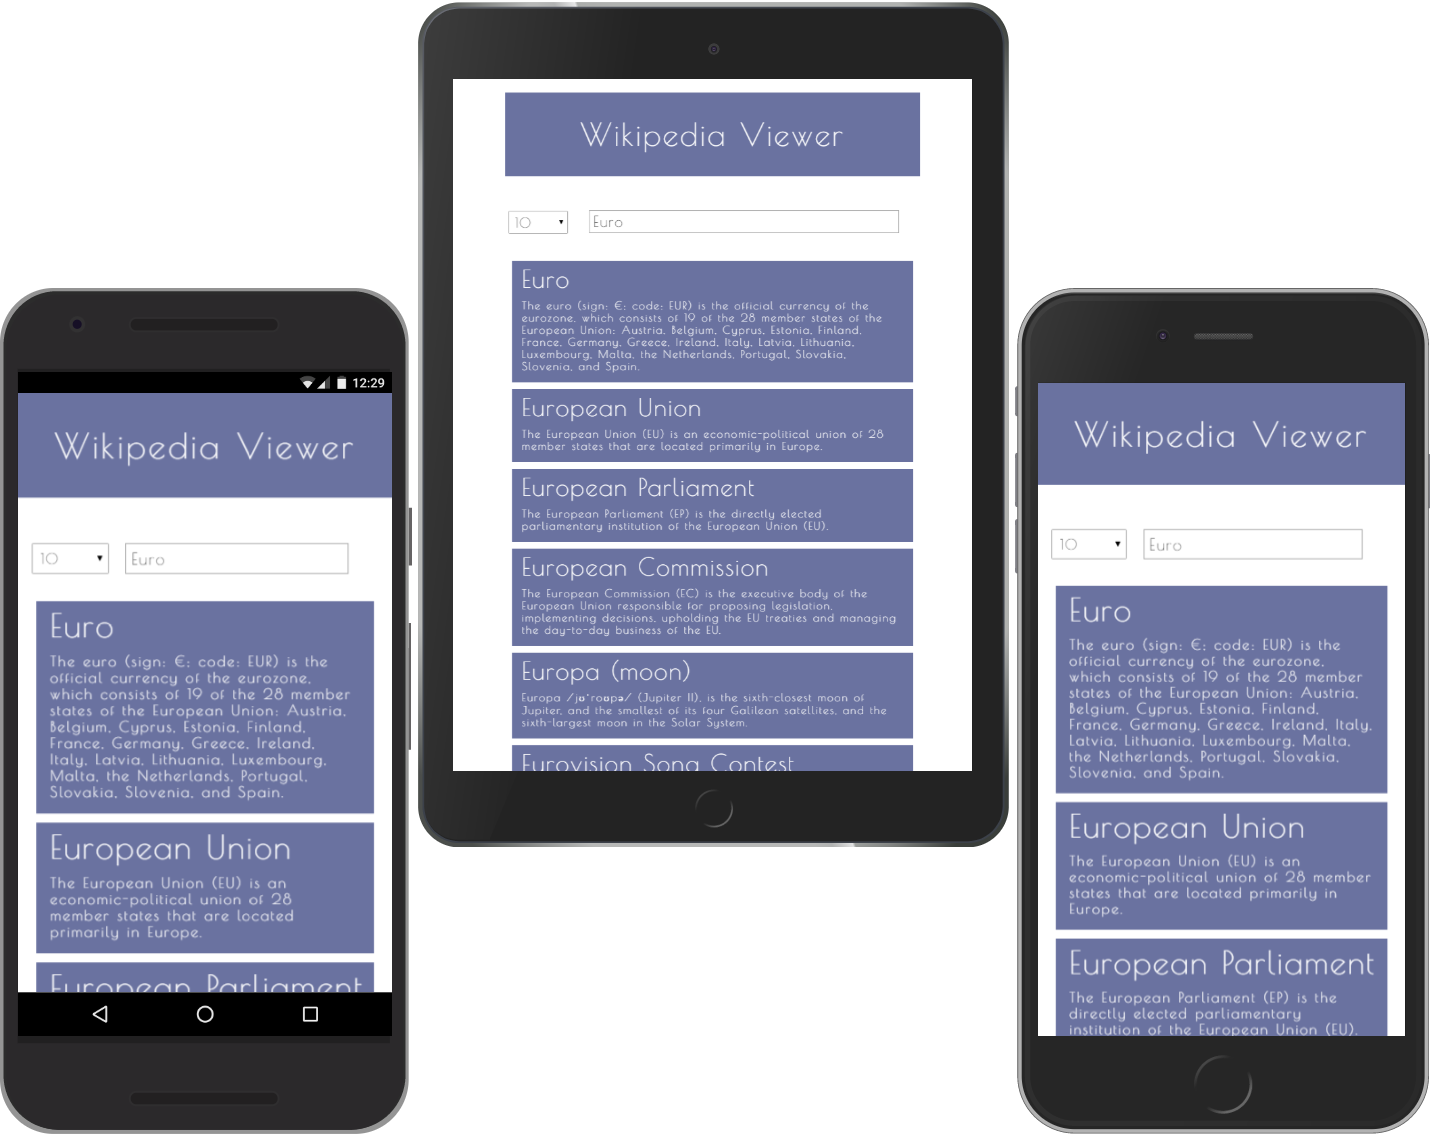 12:29
Wikipedia Viewer
10
Euro
Euro
The euro (sign: €; code: EUR) is the
official currency of the eurozone,
which consists of 19 of the 28 member
states of the European Union: Austria,
Belgium, Cyprus, Estonia, Finland,
France, Germany, Greece, Ireland,
Italy, Latvia, Lithuania, Luxembourg,
Malta, the Netherlands, Portugal,
Slovakia, Slovenia, and Spain.
European Union
The European Union (EU) is an
economic-political union of 28
member states that are located
primarily in Europe.
European Parliament
Wikipedia Viewer
10
Euro
Euro
The euro (sign: €; code: EUR) is the official currency of the
eurozone, which consists of 19 of the 28 member states of the
European Union: Austria, Belgium, Cyprus, Estonia, Finland,
France, Germany, Greece, Ireland, Italy, Latvia, Lithuania,
Luxembourg, Malta, the Netherlands, Portugal, Slovakia,
Slovenia, and Spain.
European Union
The European Union (EU) is an economic-political union of 28
member states that are located primarily in Europe.
European Parliament
The European Parliament (EP) is the directly elected
parliamentary institution of the European Union (EU).
European Commission
The European Commission (EC) is the executive body of the
European Union responsible for proposing legislation,
implementing decisions, upholding the EU treaties and managing
the day-to-day business of the EU.
Europa (moon)
Europa /jʊˈroʊpə/ (Jupiter II), is the sixth-closest moon of
Jupiter, and the smallest of its four Galilean satellites, and the
sixth-largest moon in the Solar System.
Eurovision Song Contest
Wikipedia Viewer
10
Euro
Euro
The euro (sign: €; code: EUR) is the
official currency of the eurozone,
which consists of 19 of the 28 member
states of the European Union: Austria,
Belgium, Cyprus, Estonia, Finland,
France, Germany, Greece, Ireland, Italy,
Latvia, Lithuania, Luxembourg, Malta,
the Netherlands, Portugal, Slovakia,
Slovenia, and Spain.
European Union
The European Union (EU) is an
economic-political union of 28 member
states that are located primarily in
Europe.
European Parliament
The European Parliament (EP) is the
directly elected parliamentary
institution of the European Union (EU).